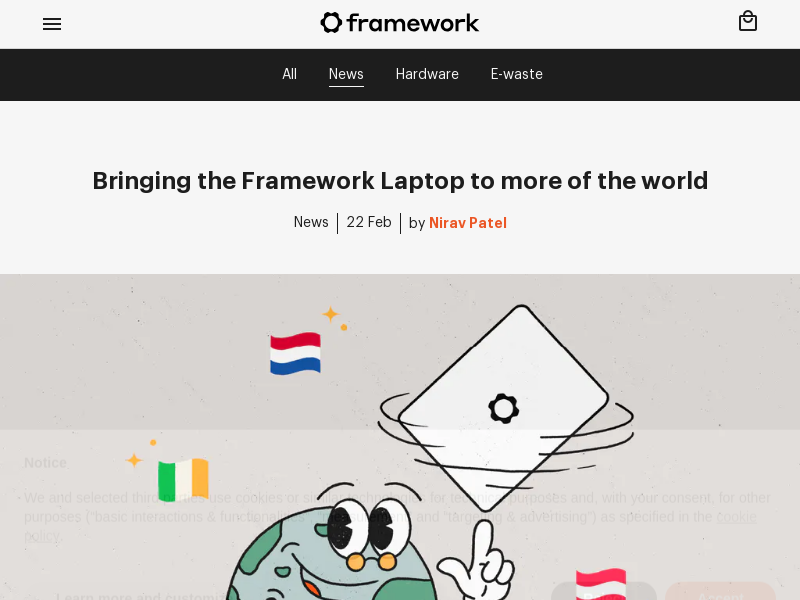 framework
All News Hardware E-waste
Bringing the Framework Laptop to more of the world
News | 22 Feb | by Nirav Patel
Notice
We and selected third parties use cookies or similar technologies for technical purposes and, with your consent, for other
purposes ("basic interactions & functionalities", "measurement" and "targeting & advertising") as specified in the cookie
policy.
Learn more and customize
Accept